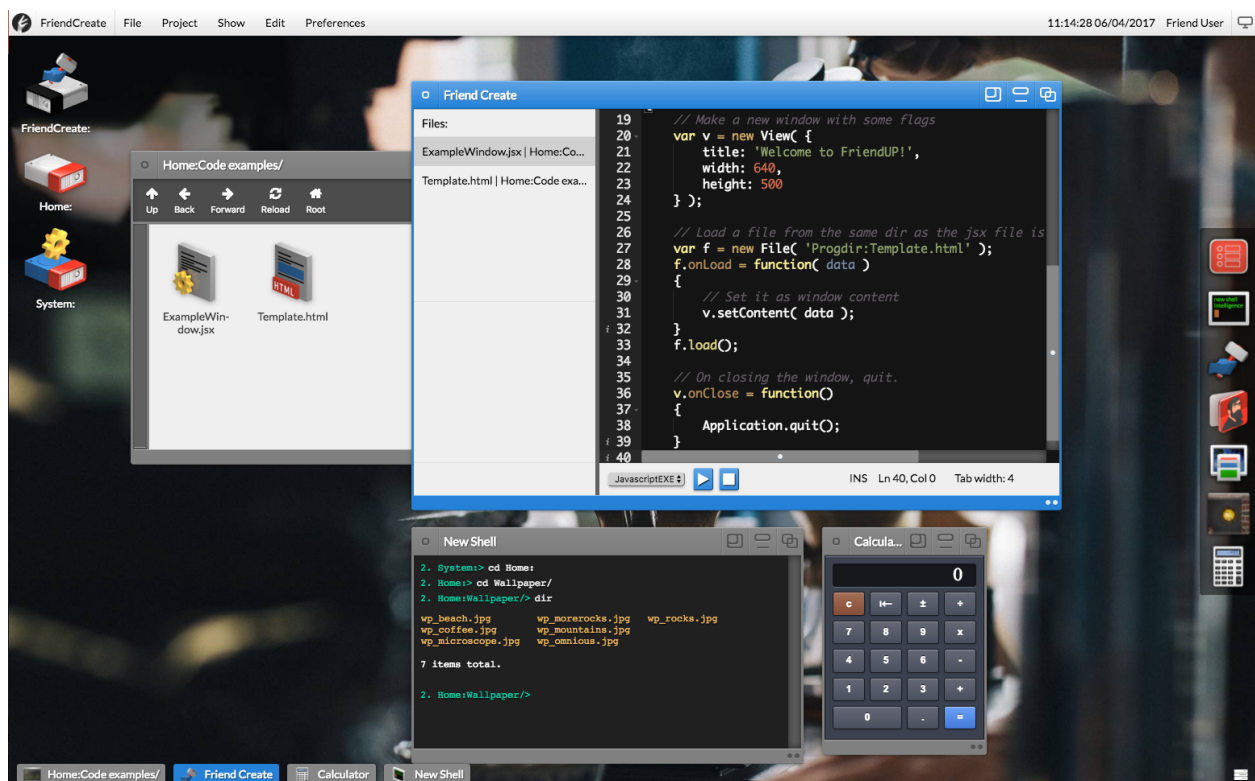 FriendCreate File Project Show Edit Preferences 11:14:28 06/04/2017 Friend User
FriendCreate:
Home:
System:
Home:Code examples/
Up Back Forward Reload Root
ExampleWin-
dow.jsx
Template.html
HTML
Friend Create
Files:
ExampleWindow.jsx | Home:Co...
Template.html | Home:Code exa...
19 // Make a new window with some flags
20 var v = new View( {
21 title: 'Welcome to FriendUP!',
22 width: 640,
23 height: 500
24 } );
25
26 // Load a file from the same dir as the jsx file is
27 var f = new File( 'Progdir:Template.html' );
28 f.onLoad = function( data )
29 {
30 // Set it as window content
31 v.setContent( data );
32 }
33 f.load();
34
35 // On closing the window, quit.
36 v.onClose = function()
37 {
38 Application.quit();
39 }
40
JavascriptEXE INS Ln 40, Col 0 Tab width: 4
New Shell
2. System:> cd Home:
2. Home:> cd Wallpaper/
2. Home:Wallpaper/> dir
wp_beach.jpg wp_morerocks.jpg wp_rocks.jpg
wp_coffee.jpg wp_mountains.jpg
wp_microscope.jpg wp_omnious.jpg
7 items total.
2. Home:Wallpaper/>
Calcula...
0
c ± ÷
7 8 9 x
4 5 6 -
1 2 3 +
0 . =
new shell
intelligence
Home:Code examples/ Friend Create Calculator New Shell